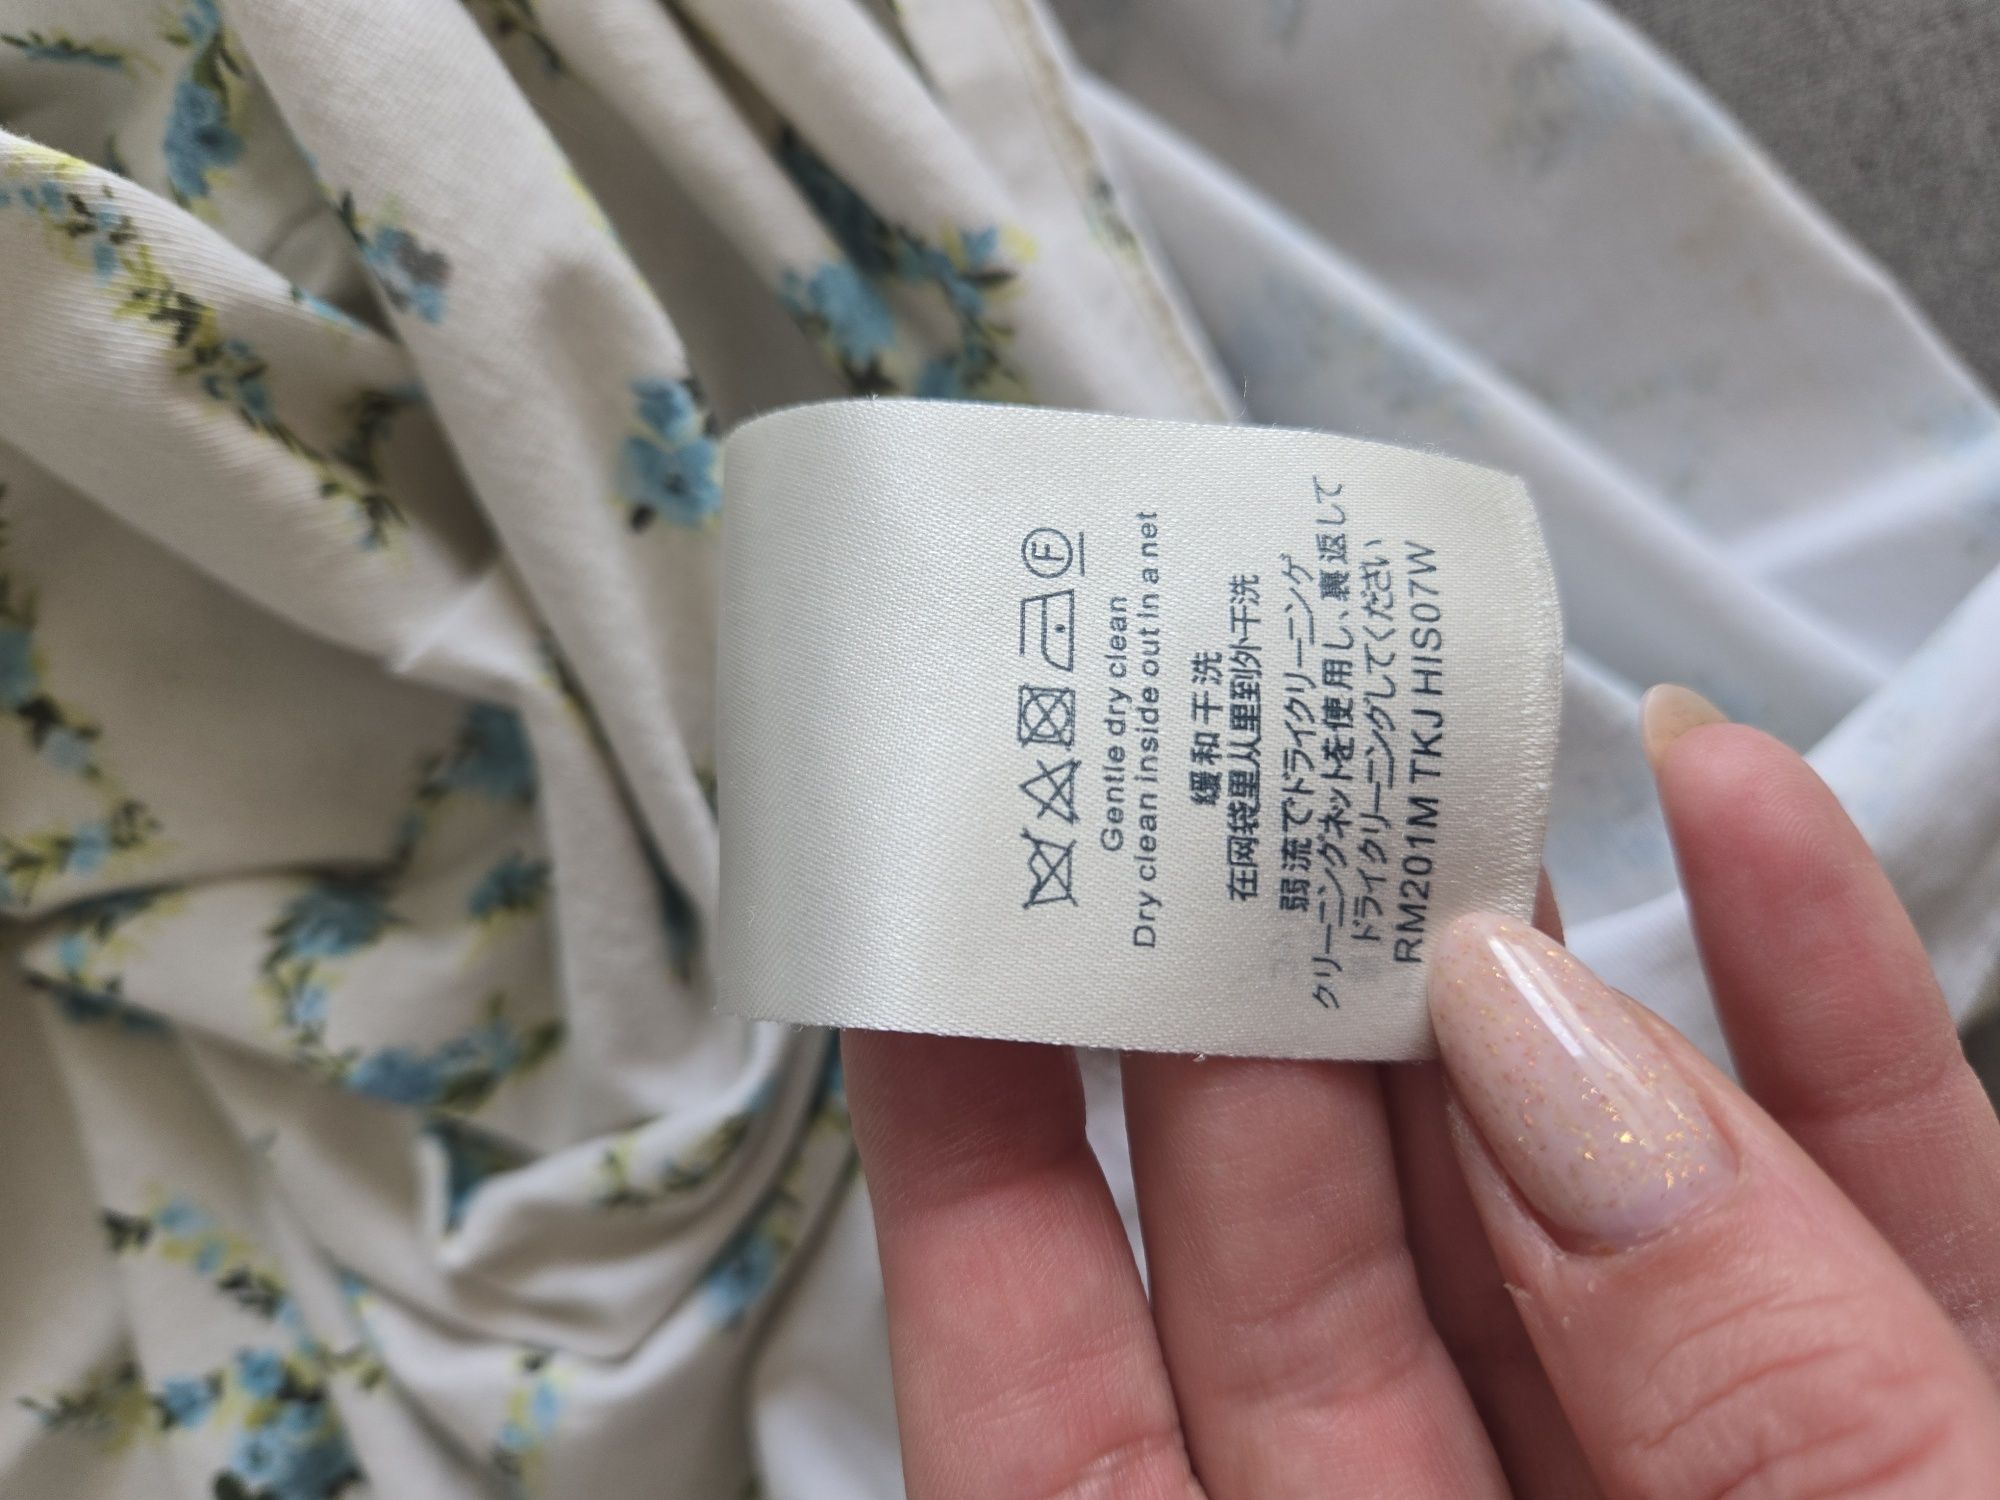 F
Gentle dry clean
Dry clean inside out in a net
缓和干洗
在网袋里从里到外干洗
弱流でドライクリーニング
クリーニングネットを使用し、裏返して
ドライクリーニングしてください
RM201M TKJ HIS07W